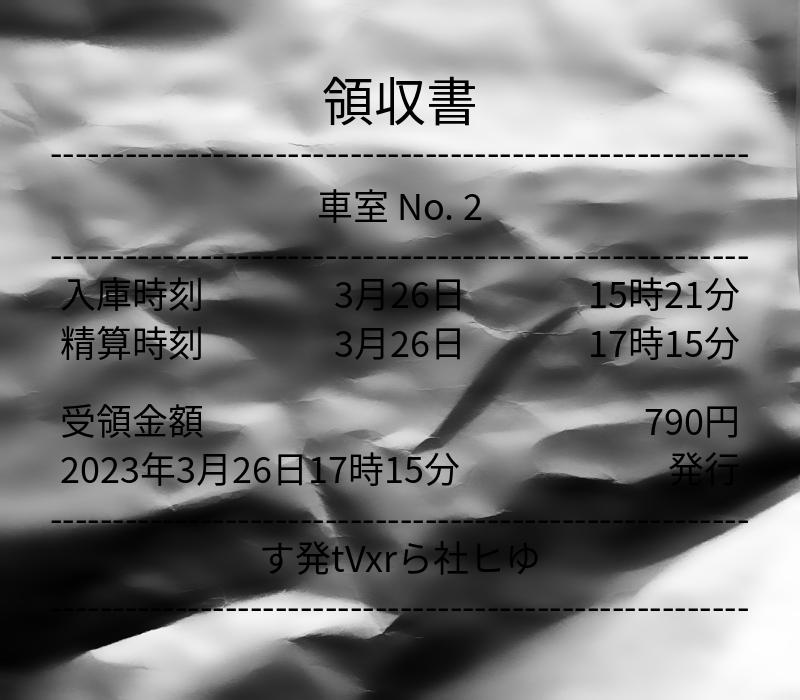 領収書
車室 No. 2
入庫時刻 3月26日 15時21分
精算時刻 3月26日 17時15分
受領金額 790円
2023年3月26日17時15分 発行
す発tVxrら社ヒゆ